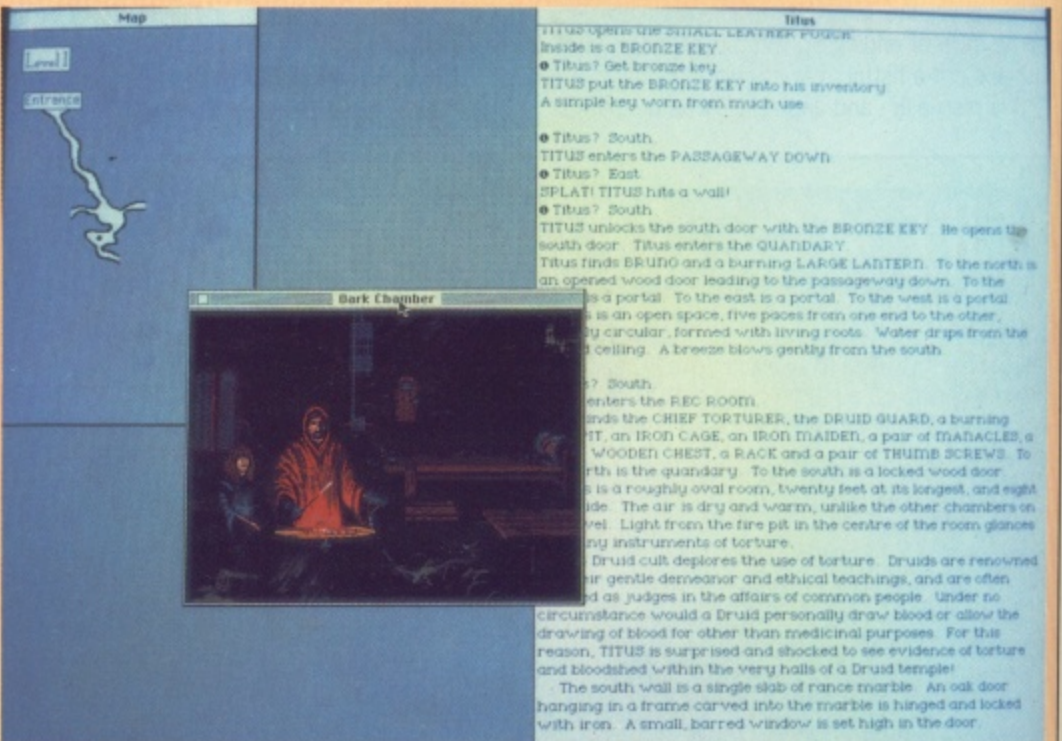 Map
Level 1
Entrance
Dark Chamber
Titus
TITUS opens the SMALL LEATHER POUCH.
Inside is a BRONZE KEY.
Titus? Get bronze key.
TITUS put the BRONZE KEY into his inventory.
A simple key worn from much use.
Titus? South.
TITUS enters the PASSAGEWAY DOWN.
Titus? East.
SPLAT! TITUS hits a wall!
Titus? South.
TITUS unlocks the south door with the BRONZE KEY. He opens the
south door. Titus enters the QUANDARY.
Titus finds BRUNO and a burning LARGE LANTERN. To the north is
an opened wood door leading to the passageway down. To the
is a portal. To the east is a portal. To the west is a portal.
is an open space, five paces from one end to the other,
circular, formed with living roots. Water drips from the
ceiling. A breeze blows gently from the south.
? South.
enters the REC ROOM.
the CHIEF TORTURER, the DRUID GUARD, a burning
IT, an IRON CAGE, an IRON MAIDEN, a pair of MANACLES, a
WOODEN CHEST, a RACK and a pair of THUMB SCREWS. To
rth is the quandary. To the south is a locked wood door.
is a roughly oval room, twenty feet at its longest, and eight
ide. The air is dry and warm, unlike the other chambers on
vel. Light from the fire pit in the centre of the room glances
ny instruments of torture.
Druid cult deplores the use of torture. Druids are renowned
eir gentle demeanor and ethical teachings, and are often
ed as judges in the affairs of common people. Under no
circumstance would a Druid personally draw blood or allow the
drawing of blood for other than medicinal purposes. For this
reason, TITUS is surprised and shocked to see evidence of torture
and bloodshed within the very halls of a Druid temple!
The south wall is a single slab of rance marble. An oak door
hanging in a frame carved into the marble is hinged and locked
with iron. A small, barred window is set high in the door.